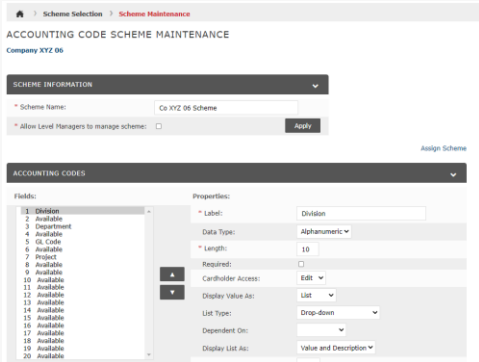 Scheme Selection > Scheme Maintenance
ACCOUNTING CODE SCHEME MAINTENANCE
Company XYZ 06
SCHEME INFORMATION
* Scheme Name: Co XYZ 06 Scheme
* Allow Level Managers to manage scheme: Apply
Assign Scheme
ACCOUNTING CODES
Fields: Properties:
1 Division
2 Available
3 Department
4 Available
5 GL Code
6 Available
7 Project
8 Available
9 Available
10 Available
11 Available
12 Available
13 Available
14 Available
15 Available
16 Available
17 Available
18 Available
19 Available
20 Available
* Label: Division
Data Type: Alphanumeric
* Length: 10
Required:
Cardholder Access: Edit
Display Value As: List
List Type: Drop-down
Dependent On:
Display List As: Value and Description